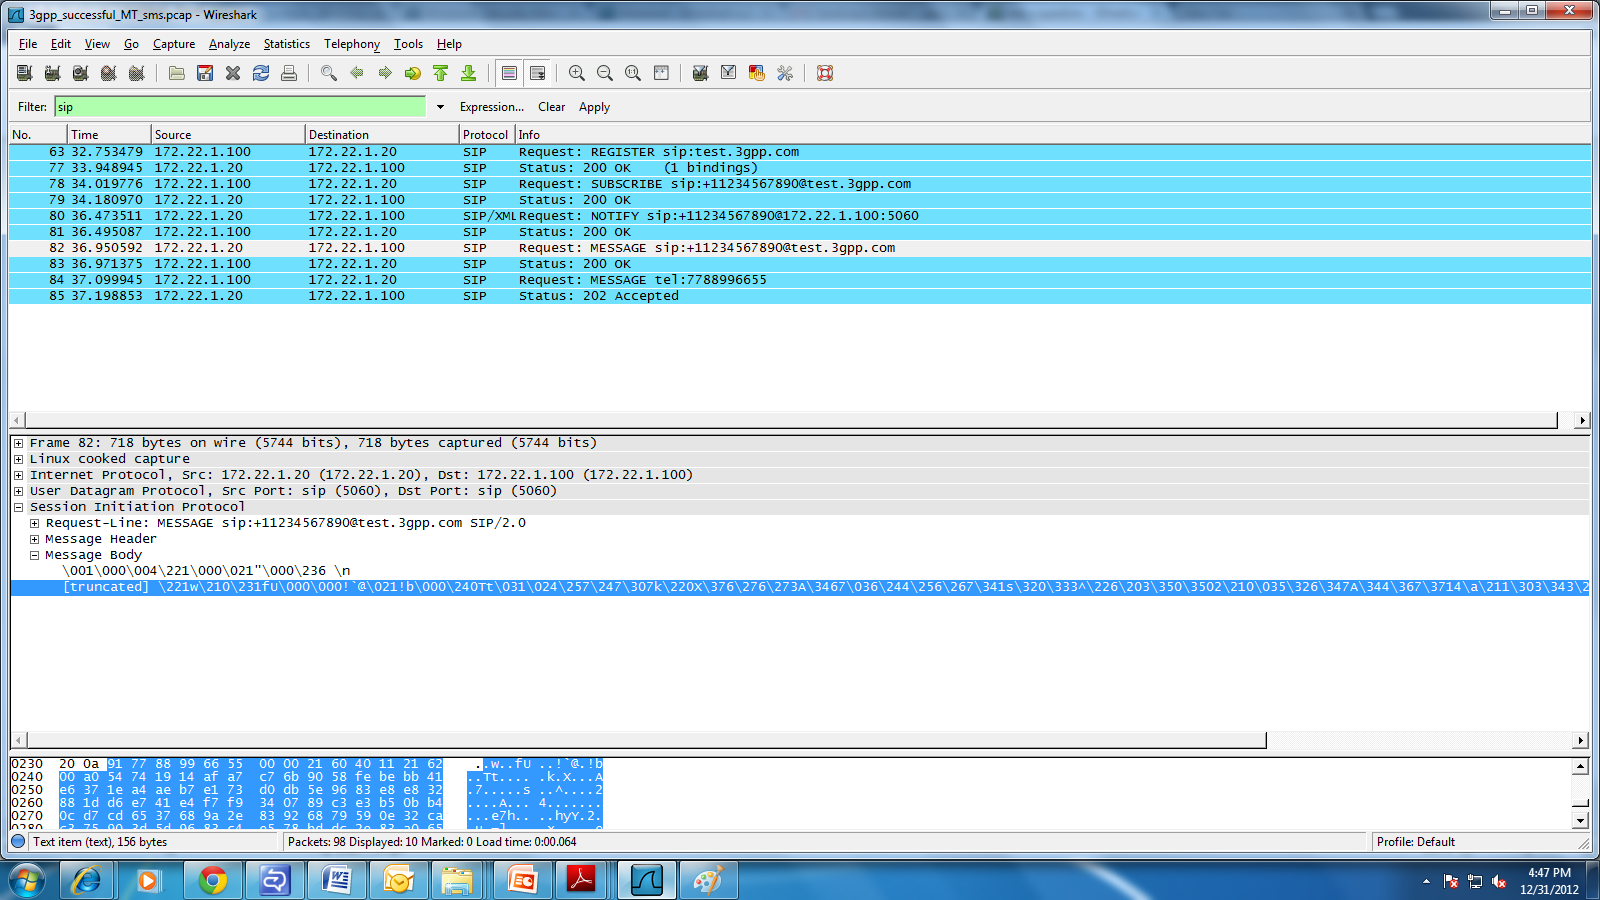 3gpp_successful_MT_sms.pcap - Wireshark
File Edit View Go Capture Analyze Statistics Telephony Tools Help
Filter: sip Expression... Clear Apply
No. Time Source Destination Protocol Info
63 32.753479 172.22.1.100 172.22.1.20 SIP Request: REGISTER sip:test.3gpp.com
77 33.948945 172.22.1.20 172.22.1.100 SIP Status: 200 OK (1 bindings)
78 34.019776 172.22.1.100 172.22.1.20 SIP Request: SUBSCRIBE sip:+11234567890@test.3gpp.com
79 34.180970 172.22.1.20 172.22.1.100 SIP Status: 200 OK
80 36.473511 172.22.1.20 172.22.1.100 SIP/XML Request: NOTIFY sip:+11234567890@172.22.1.100:5060
81 36.495087 172.22.1.100 172.22.1.20 SIP Status: 200 OK
82 36.950592 172.22.1.20 172.22.1.100 SIP Request: MESSAGE sip:+11234567890@test.3gpp.com
83 36.971375 172.22.1.100 172.22.1.20 SIP Status: 200 OK
84 37.099945 172.22.1.100 172.22.1.20 SIP Request: MESSAGE tel:7788996655
85 37.198853 172.22.1.20 172.22.1.100 SIP Status: 202 Accepted
Frame 82: 718 bytes on wire (5744 bits), 718 bytes captured (5744 bits)
Linux cooked capture
Internet Protocol, Src: 172.22.1.20 (172.22.1.20), Dst: 172.22.1.100 (172.22.1.100)
User Datagram Protocol, Src Port: sip (5060), Dst Port: sip (5060)
Session Initiation Protocol
Request-Line: MESSAGE sip:+11234567890@test.3gpp.com SIP/2.0
Message Header
Message Body
\001\000\004\221\000\021"\000\236 \n
[truncated] \221w\210\231fU\000\000!`@\021!b\000\240Tt\031\024\257\247\307k\220X\376\276\273A\3467\036\244\256\267\341s\320\333^\226\203\350\3502\210\035\326\347A\344\367\3714\a\211\303\343\2
0230 20 0a 91 77 88 99 66 55 00 00 21 60 40 11 21 62 ...w..fU ..!`@.!b
0240 00 a0 54 74 19 14 af a7 c7 6b 90 58 fe be bb 41 ..Tt.... .k.X...A
0250 e6 37 1e a4 ae b7 e1 73 d0 db 5e 96 83 e8 e8 32 .7.....s ..^....2
0260 88 1d d6 e7 41 e4 f7 f9 34 07 89 c3 e3 b5 0b b4 ....A... 4.......
0270 0c d7 cd 65 37 68 9a 2e 83 92 68 79 59 0e 32 ca ...e7h.. ..hyY.2.
Text item (text), 156 bytes Packets: 98 Displayed: 10 Marked: 0 Load time: 0:00.064 Profile: Default
4:47 PM
12/31/2012